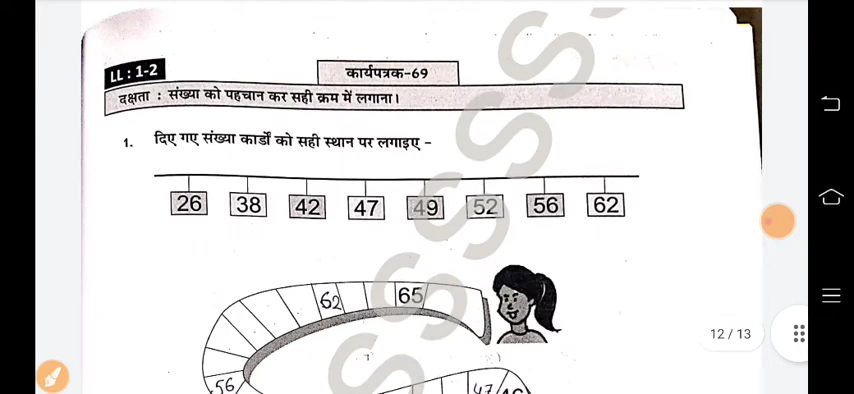 LL : 1-2
कार्यपत्रक-69
दक्षता : संख्या को पहचान कर सही क्रम में लगाना।
1. दिए गए संख्या कार्डों को सही स्थान पर लगाइए -
26 38 42 47 49 52 56 62
62 65
12 / 13
56
47